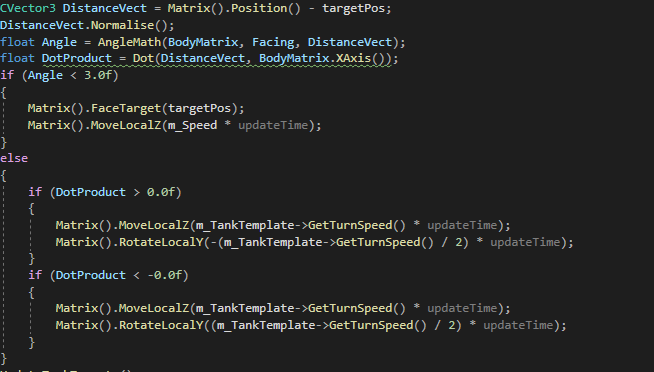 CVector3 DistanceVect = Matrix().Position() - targetPos;
DistanceVect.Normalise();
float Angle = AngleMath(BodyMatrix, Facing, DistanceVect);
float DotProduct = Dot(DistanceVect, BodyMatrix.XAxis());
if (Angle < 3.0f)
{
    Matrix().FaceTarget(targetPos);
    Matrix().MoveLocalZ(m_Speed * updateTime);
}
else
{
    if (DotProduct > 0.0f)
    {
        Matrix().MoveLocalZ(m_TankTemplate->GetTurnSpeed() * updateTime);
        Matrix().RotateLocalY(-(m_TankTemplate->GetTurnSpeed() / 2) * updateTime);
    }
    if (DotProduct < -0.0f)
    {
        Matrix().MoveLocalZ(m_TankTemplate->GetTurnSpeed() * updateTime);
        Matrix().RotateLocalY((m_TankTemplate->GetTurnSpeed() / 2) * updateTime);
    }
}